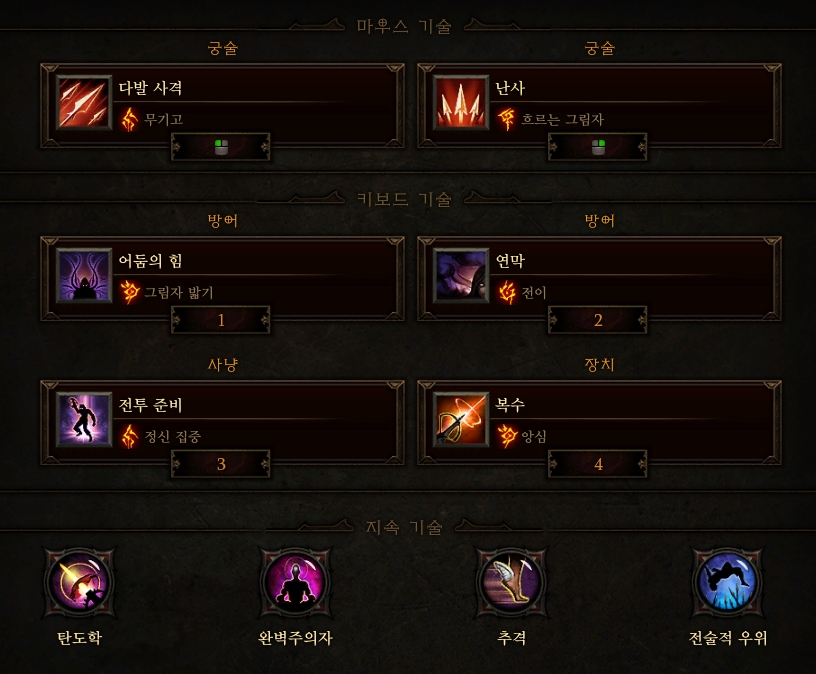 마우스 기술
궁술
궁술
다발 사격
무기고
난사
흐르는 그림자
키보드 기술
방어
방어
어둠의 힘
그림자 밟기
1
연막
전이
2
사냥
장치
전투 준비
정신 집중
3
복수
앙심
4
지속 기술
탄도학
완벽주의자
추격
전술적 우위